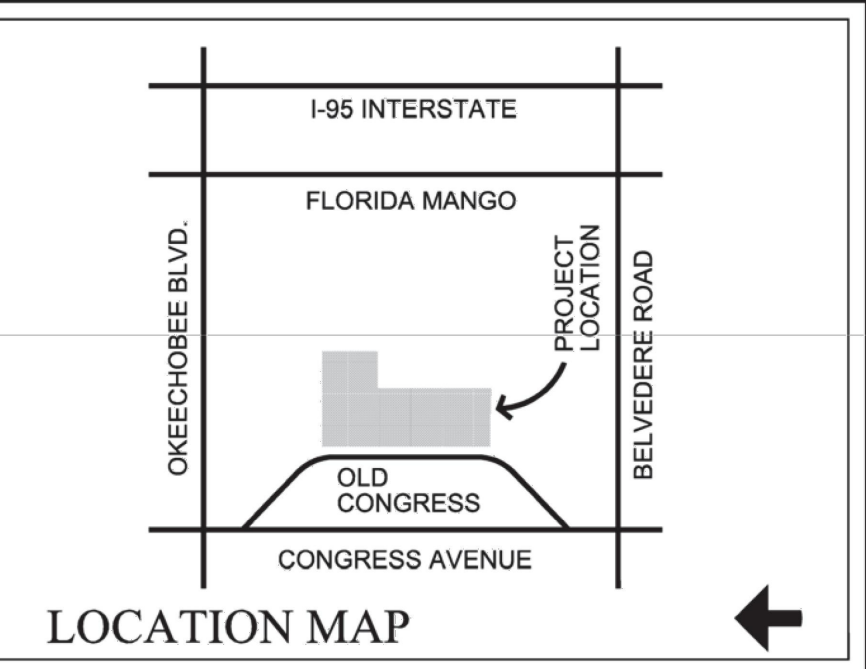 I-95 INTERSTATE
FLORIDA MANGO
OKEECHOBEE BLVD.
PROJECT
LOCATION
BELVEDERE ROAD
OLD
CONGRESS
CONGRESS AVENUE
LOCATION MAP